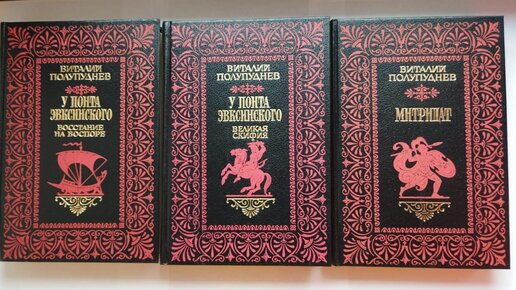 ВИТАЛИЙ
ПОЛУПУДНЕВ
У ПОНТА
ЭВКСИНСКОГО
ВОССТАНИЕ
НА БОСПОРЕ
ВИТАЛИЙ
ПОЛУПУДНЕВ
У ПОНТА
ЭВКСИНСКОГО
ВЕЛИКАЯ
СКИФИЯ
ВИТАЛИЙ
ПОЛУПУДНЕВ
МИТРИДАТ